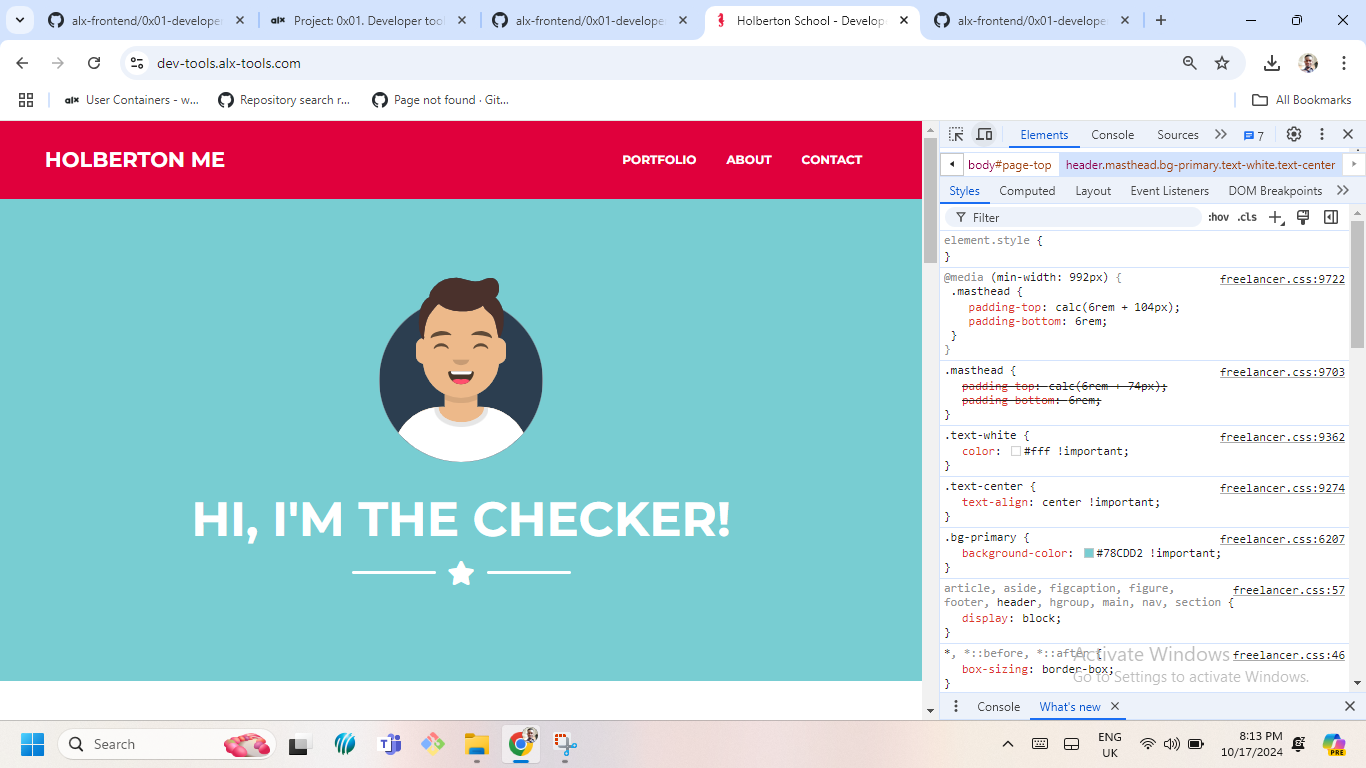 alx-frontend/0x01-develope
Project: 0x01. Developer tool
alx-frontend/0x01-develope
Holberton School - Develop
alx-frontend/0x01-develope
dev-tools.alx-tools.com
alx User Containers - w...
Repository search r...
Page not found · Git...
All Bookmarks
HOLBERTON ME
PORTFOLIO
ABOUT
CONTACT
HI, I'M THE CHECKER!
Elements
Console
Sources
7
body#page-top
header.masthead.bg-primary.text-white.text-center
Styles
Computed
Layout
Event Listeners
DOM Breakpoints
Filter
:hov
.cls
element.style {
}
@media (min-width: 992px) {
freelancer.css:9722
.masthead {
padding-top: calc(6rem + 104px);
padding-bottom: 6rem;
}
}
.masthead {
freelancer.css:9703
padding-top: calc(6rem + 74px);
padding-bottom: 6rem;
}
.text-white {
freelancer.css:9362
color: #fff !important;
}
.text-center {
freelancer.css:9274
text-align: center !important;
}
.bg-primary {
freelancer.css:6207
background-color: #78CDD2 !important;
}
article, aside, figcaption, figure,
freelancer.css:57
footer, header, hgroup, main, nav, section {
display: block;
}
*, *::before, *::after {
freelancer.css:46
box-sizing: border-box;
}
Activate Windows
Go to Settings to activate Windows.
Console
What's new
Search
ENG
UK
8:13 PM
10/17/2024
PRE